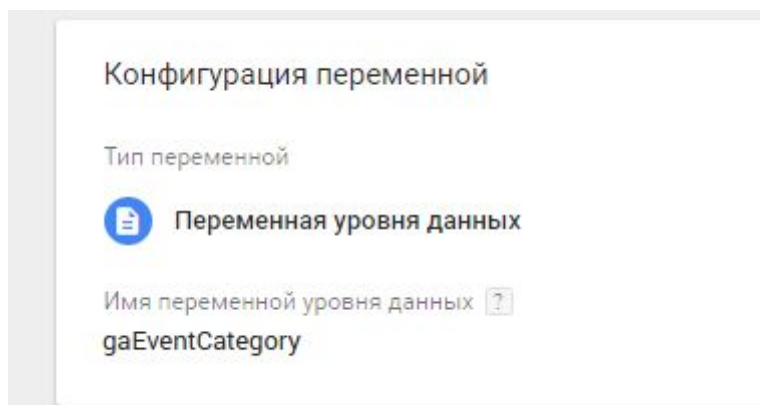 Конфигурация переменной
Тип переменной
Переменная уровня данных
Имя переменной уровня данных ?
gaEventCategory